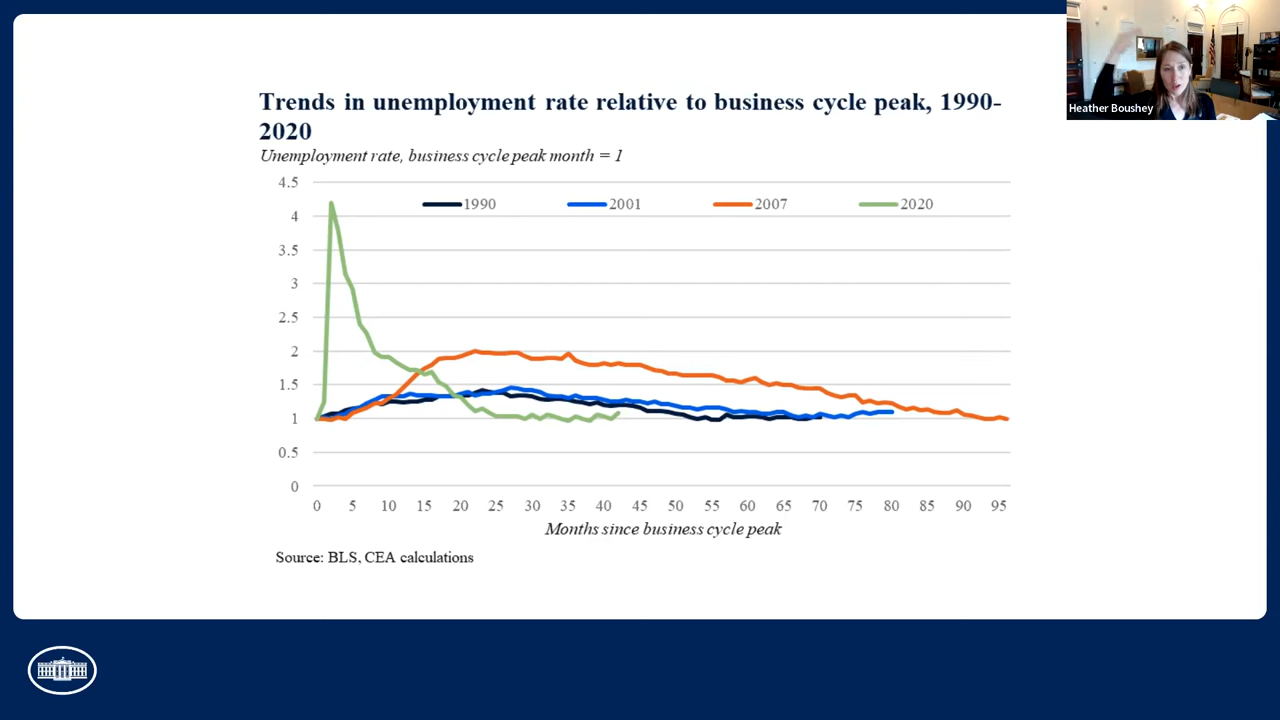 Heather Boushey
Trends in unemployment rate relative to business cycle peak, 1990-
2020
Unemployment rate, business cycle peak month = 1
4.5
1990 2001 2007 2020
4
3.5
3
2.5
2
1.5
1
0.5
0
0 5 10 15 20 25 30 35 40 45 50 55 60 65 70 75 80 85 90 95
Months since business cycle peak
Source: BLS, CEA calculations